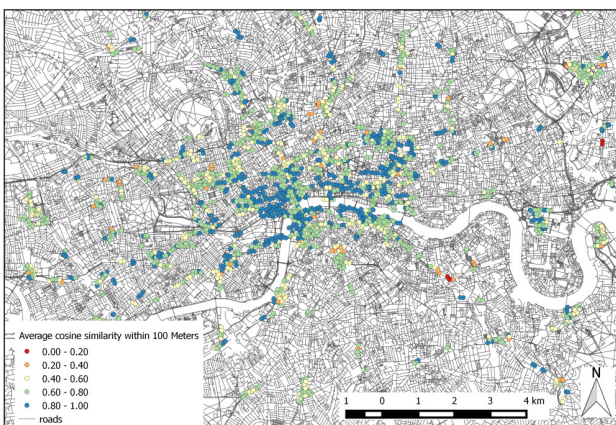 Average cosine similarity within 100 Meters
0.00 - 0.20
0.20 - 0.40
0.40 - 0.60
0.60 - 0.80
0.80 - 1.00
roads
N
1 0 1 2 3 4 km